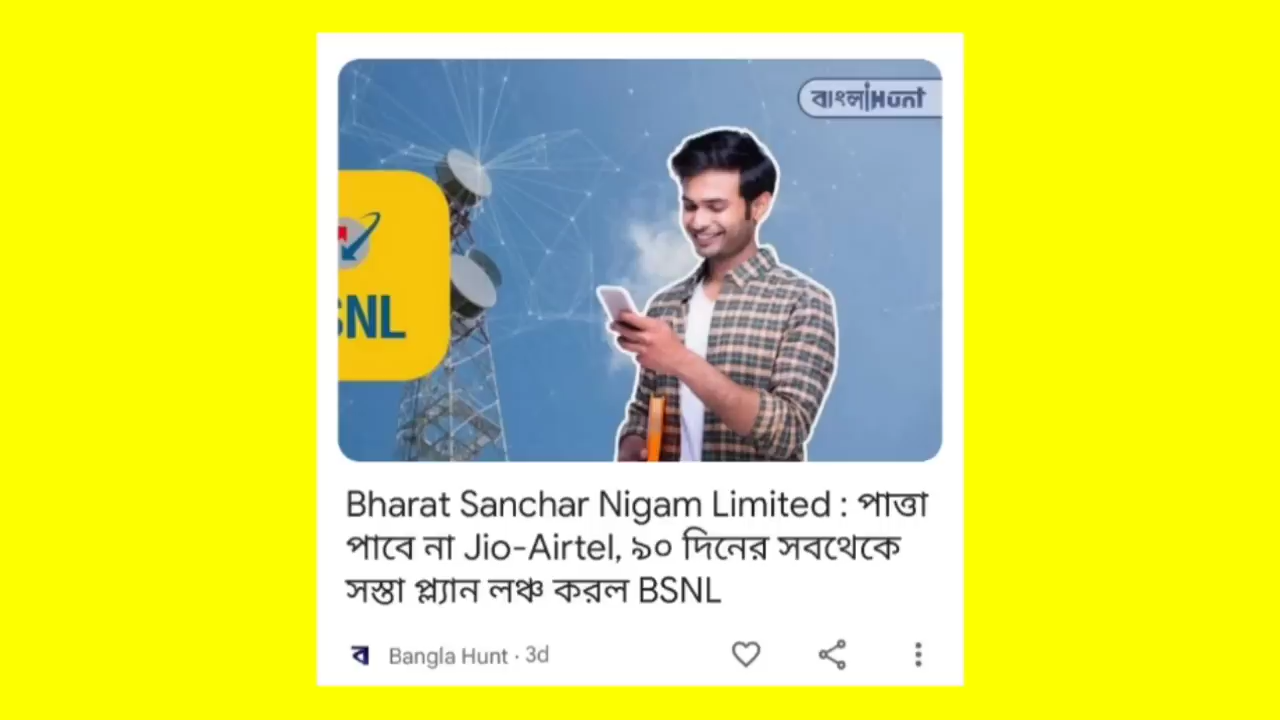 বাংলাHunt
SNL
Bharat Sanchar Nigam Limited : পাত্তা
পাবে না Jio-Airtel, ৯০ দিনের সবথেকে
সস্তা প্ল্যান লঞ্চ করল BSNL
ব Bangla Hunt · 3d